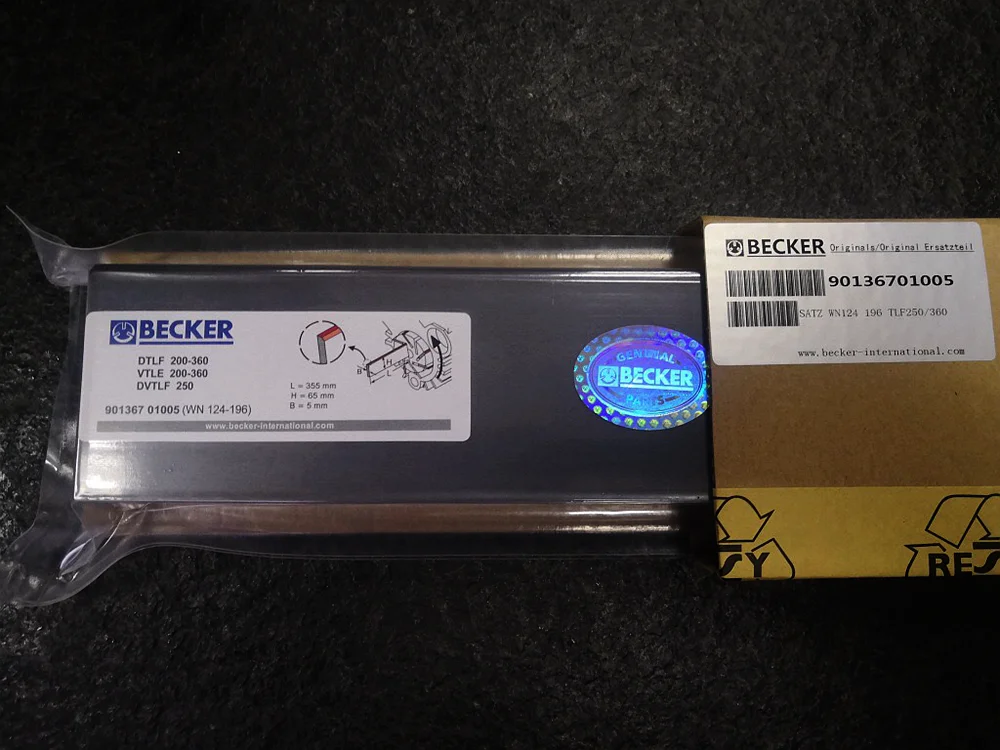 BECKER
DTLF 200-360
VTLE 200-360
DVTLF 250
901367 01005 (WN 124-196)
L = 355 mm
H = 65 mm
B = 5 mm
B
H
L
www.becker-international.com
BECKER
PARTS
BECKER Originals/Original Ersatzteil
90136701005
SATZ WN124 196 TLF250/360
www.becker-international.com
RESY